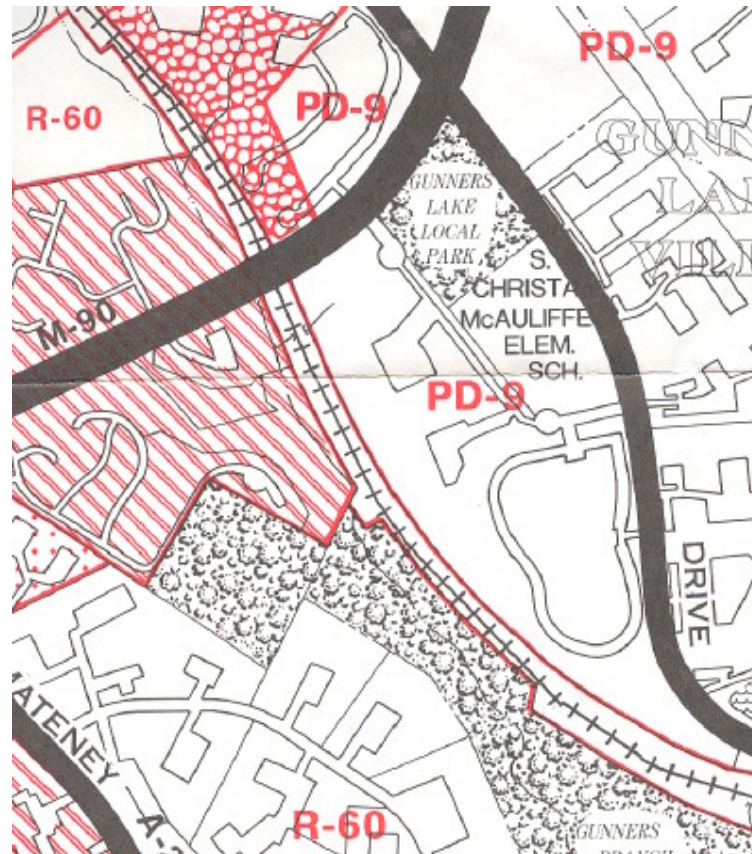 PD-9
R-60
PD-9
GUNNERS
LAKE
LOCAL
PARK
S.
CHRISTA
McAULIFFE
ELEM.
SCH.
M-90
PD-9
DRIVE
MATENEY
R-60
GUNNERS